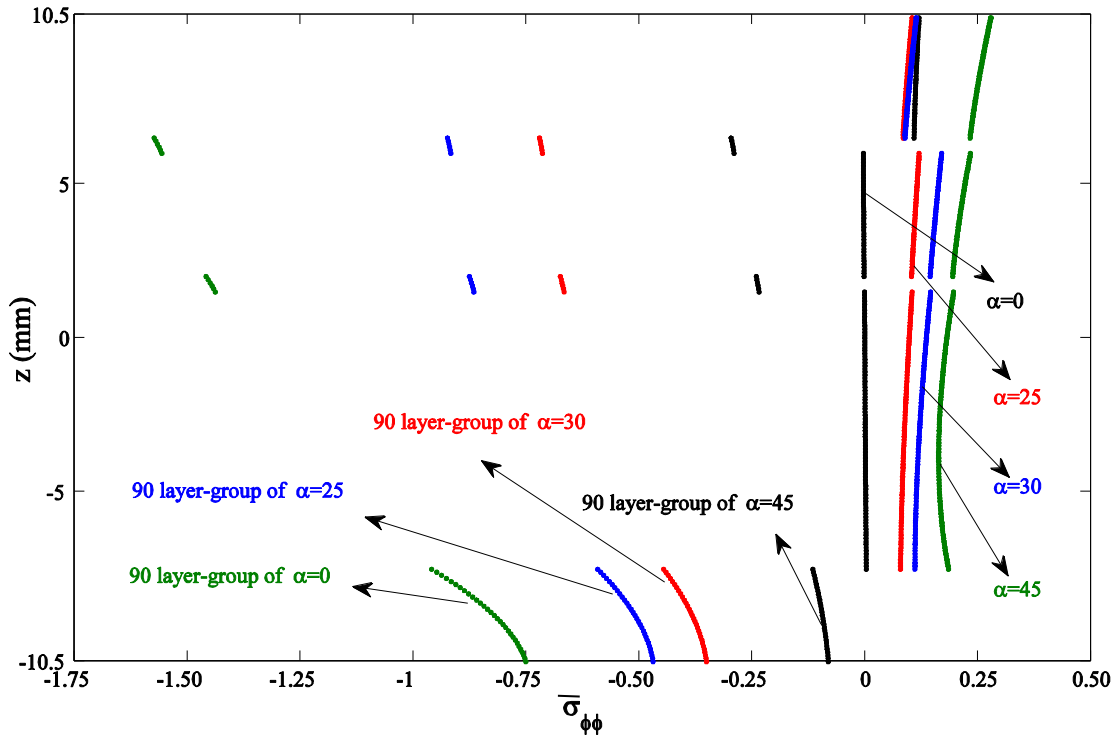 10.5
5
0
-5
-10.5
z (mm)
α=0
α=25
α=30
α=45
90 layer-group of α=30
90 layer-group of α=25
90 layer-group of α=45
90 layer-group of α=0
-1.75 -1.50 -1.25 -1 -0.75 -0.50 -0.25 0 0.25 0.50
σ̅ϕϕ